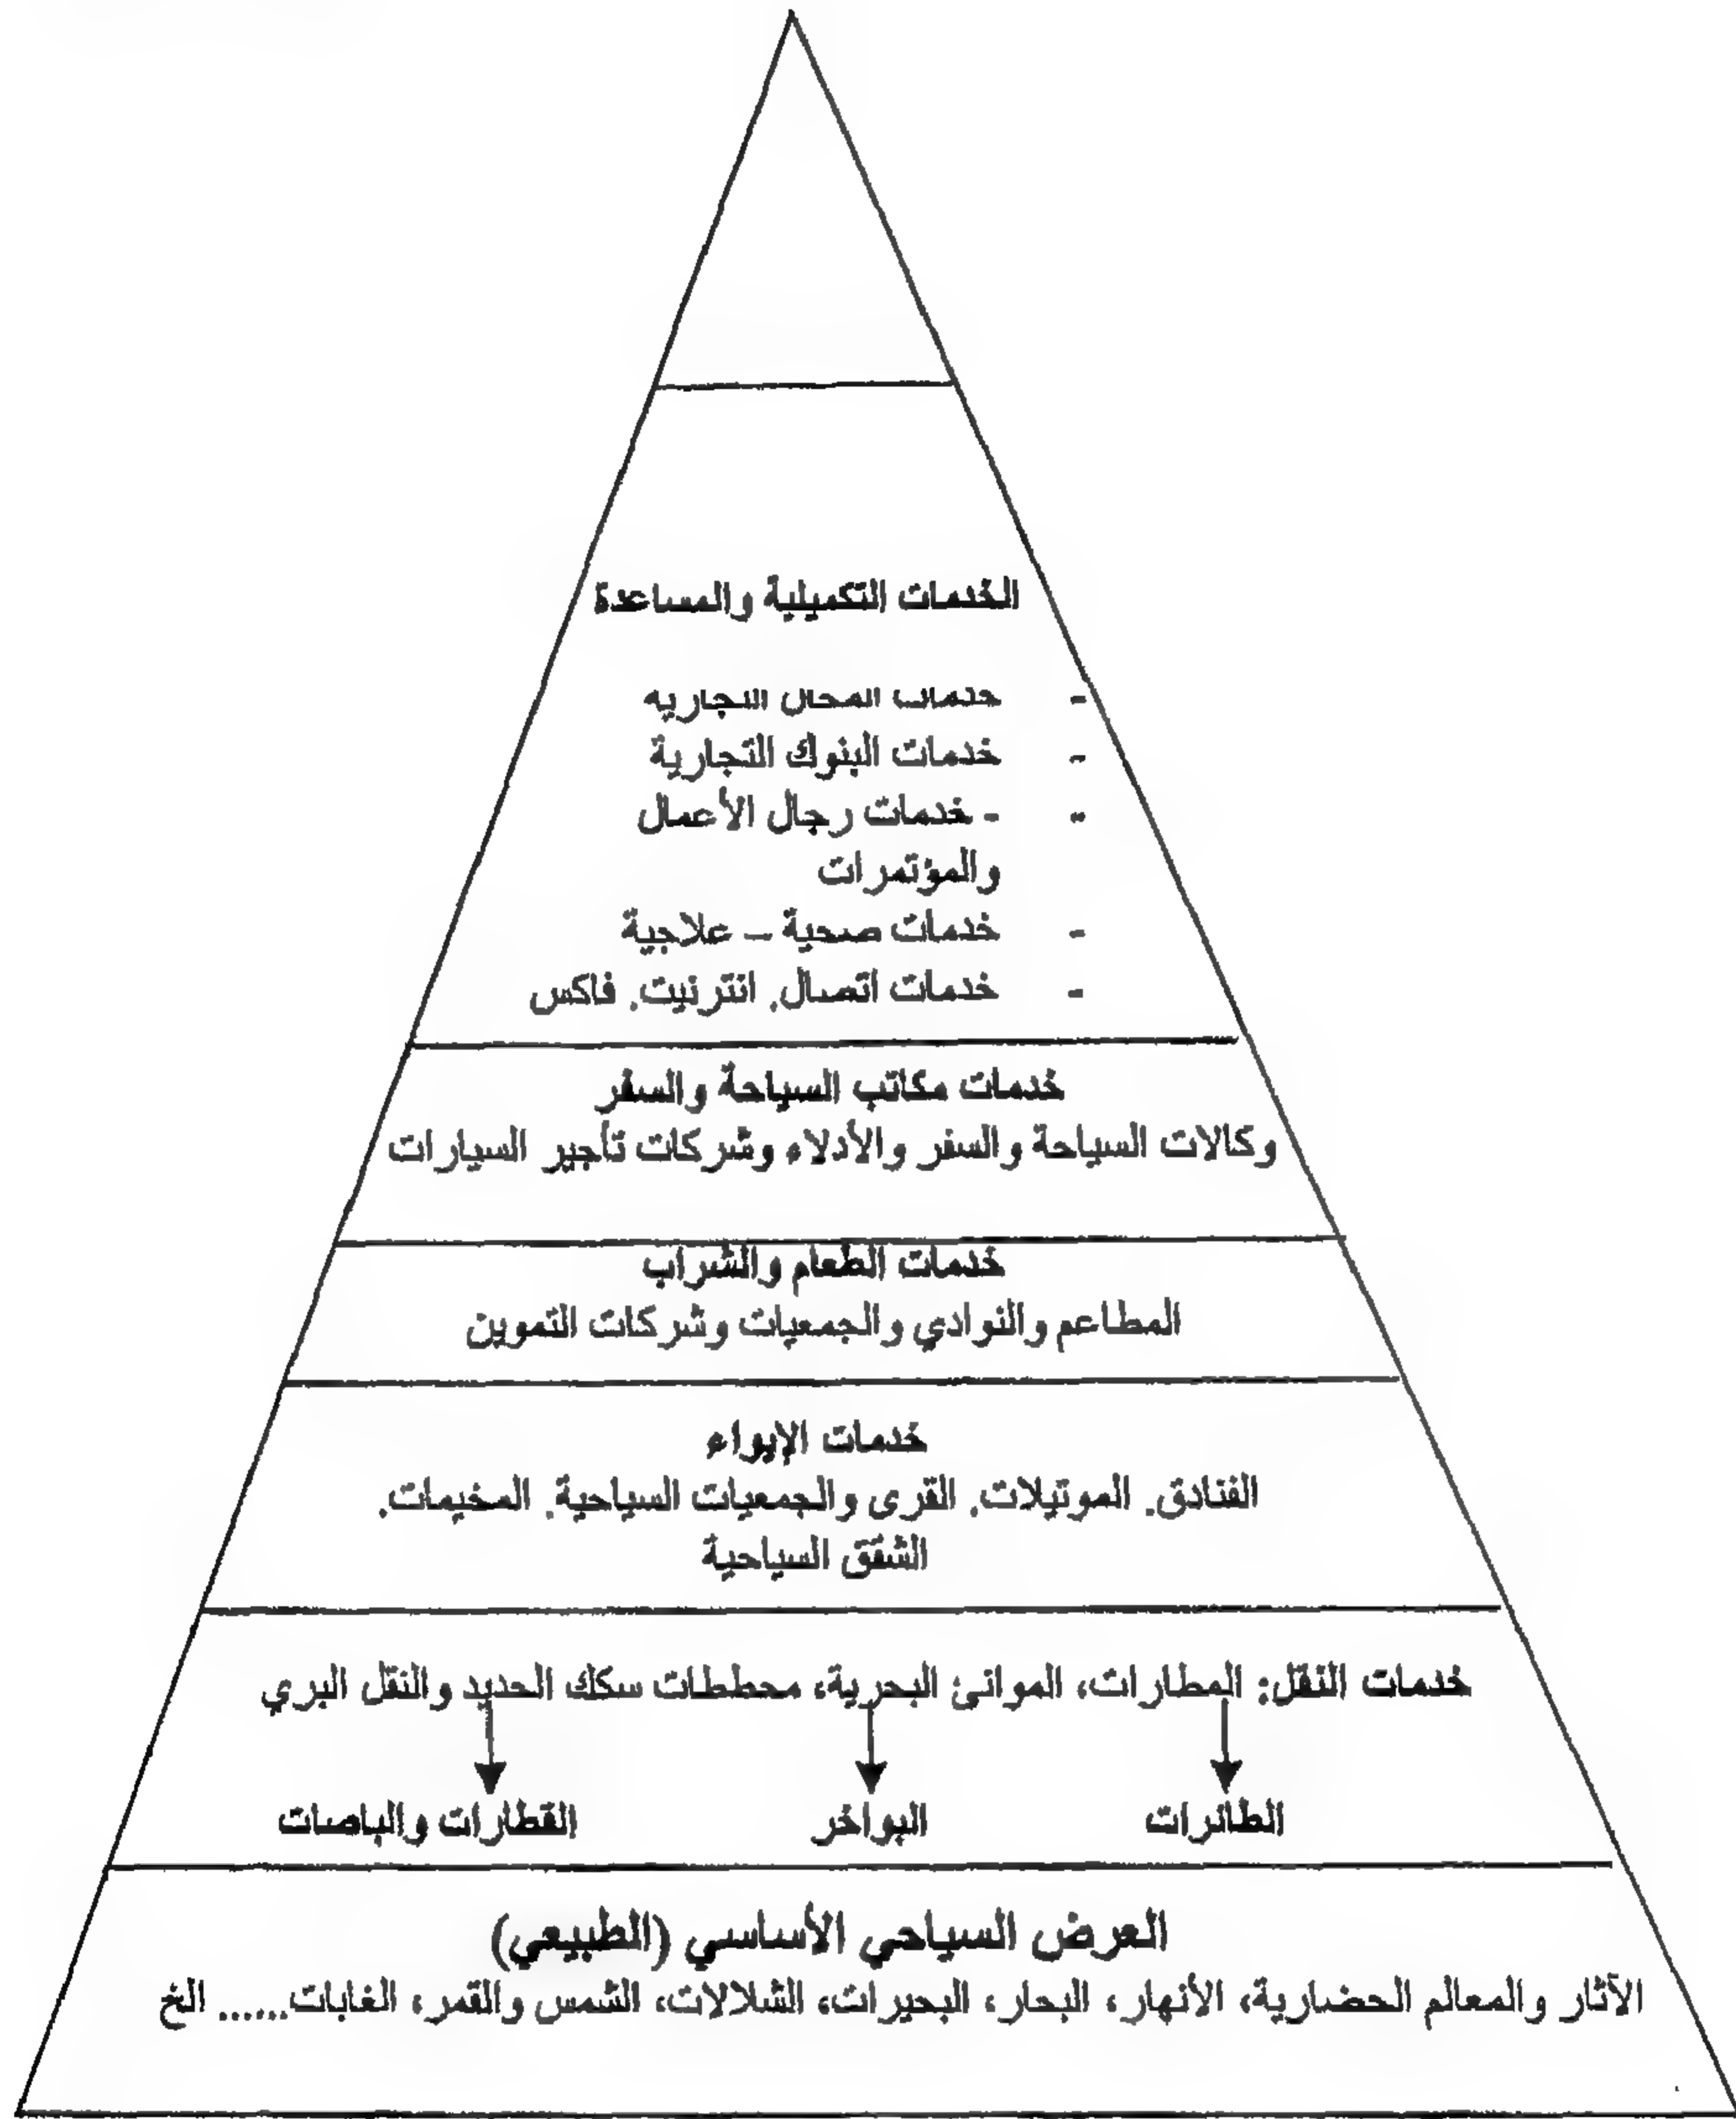 الخدمات التكميلية والمساعدة
- خدمات المحال التجارية
- خدمات البنوك التجارية
- - خدمات رجال الأعمال
والمؤتمرات
- خدمات صحية – علاجية
- خدمات اتصال. انترنيت. فاكس
خدمات مكاتب السياحة والسفر
وكالات السياحة والسفر والأدلاء وشركات تأجير السيارات
خدمات الطعام والشراب
المطاعم والنوادي والجمعيات وشركات التموين
خدمات الإيواء
الفنادق. الموتيلات. القرى والجمعيات السياحية. المخيمات.
الشقق السياحية
خدمات النقل: المطارات، الموانئ البحرية، محططات سكك الحديد والنقل البري
الطائرات البواخر القطارات والباصات
العرض السياحي الأساسي (الطبيعي)
الآثار والمعالم الحضارية، الأنهار، البحار، البحيرات، الشلالات، الشمس والقمر، الغابات...... الخ